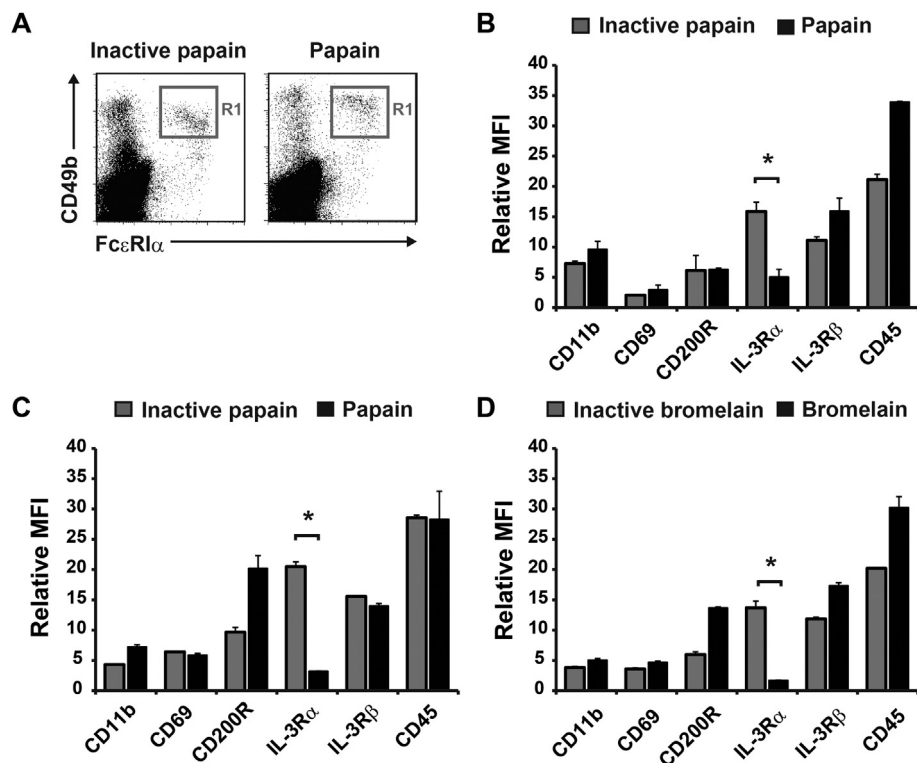 A
Inactive papain
Papain
CD49b
R1
R1
FcεRIα
B
Inactive papain
Papain
Relative MFI
40
35
30
25
20
15
10
5
0
*
CD11b
CD69
CD200R
IL-3Rα
IL-3Rβ
CD45
C
Inactive papain
Papain
Relative MFI
40
35
30
25
20
15
10
5
0
*
CD11b
CD69
CD200R
IL-3Rα
IL-3Rβ
CD45
D
Inactive bromelain
Bromelain
Relative MFI
40
35
30
25
20
15
10
5
0
*
CD11b
CD69
CD200R
IL-3Rα
IL-3Rβ
CD45